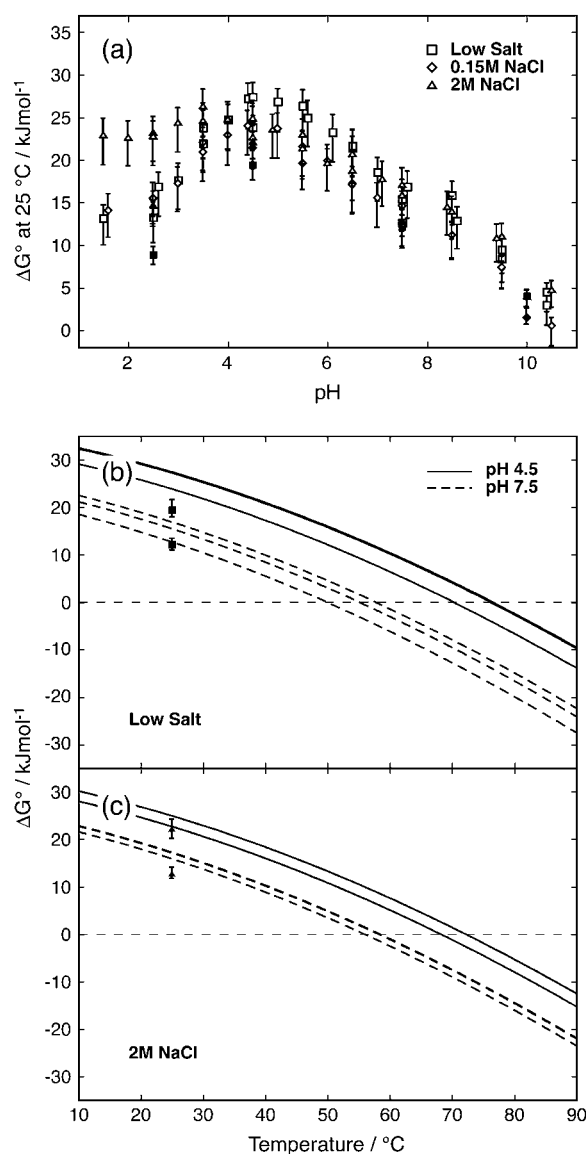 (a)
Low Salt
0.15M NaCl
2M NaCl
35
30
25
20
15
10
5
0
ΔG° at 25 °C / kJmol-1
2
4
6
8
10
pH
(b)
pH 4.5
pH 7.5
30
20
10
0
-10
-20
-30
Low Salt
ΔG° / kJmol-1
(c)
30
20
10
0
-10
-20
-30
2M NaCl
10
20
30
40
50
60
70
80
90
Temperature / °C